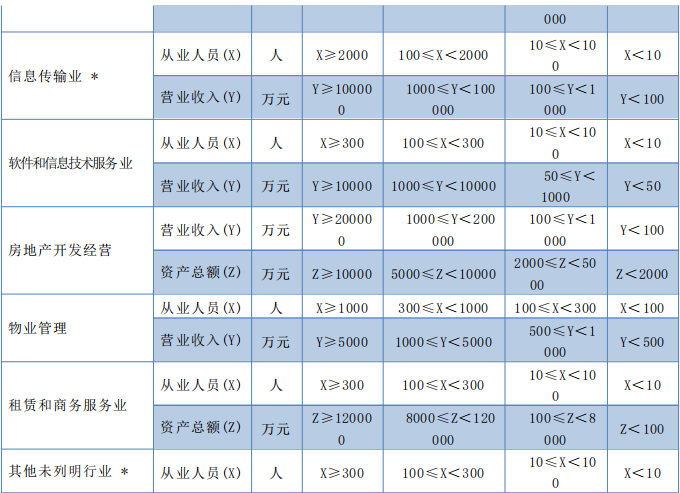 000
信息传输业 *
从业人员(X) 人 X≥2000 100≤X＜2000 10≤X＜10
0 X＜10
营业收入(Y) 万元 Y≥10000
0 1000≤Y＜100
000 100≤Y＜1
000 Y＜100
软件和信息技术服务业
从业人员(X) 人 X≥300 100≤X＜300 10≤X＜10
0 X＜10
营业收入(Y) 万元 Y≥10000 1000≤Y＜10000 50≤Y＜
1000 Y＜50
房地产开发经营
营业收入(Y) 万元 Y≥20000
0 1000≤Y＜200
000 100≤Y＜1
000 Y＜100
资产总额(Z) 万元 Z≥10000 5000≤Z＜10000 2000≤Z＜50
00 Z＜2000
物业管理
从业人员(X) 人 X≥1000 300≤X＜1000 100≤X＜300 X＜100
营业收入(Y) 万元 Y≥5000 1000≤Y＜5000 500≤Y＜1
000 Y＜500
租赁和商务服务业
从业人员(X) 人 X≥300 100≤X＜300 10≤X＜10
0 X＜10
资产总额(Z) 万元 Z≥12000
0 8000≤Z＜120
000 100≤Z＜8
000 Z＜100
其他未列明行业 *
从业人员(X) 人 X≥300 100≤X＜300 10≤X＜10
0 X＜10